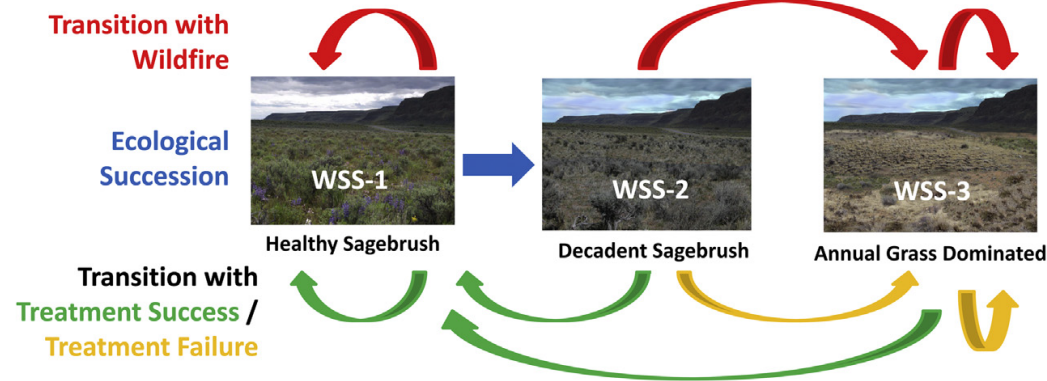 Transition with
Wildfire
Ecological
Succession
WSS-1
WSS-2
WSS-3
Healthy Sagebrush
Decadent Sagebrush
Annual Grass Dominated
Transition with
Treatment Success /
Treatment Failure